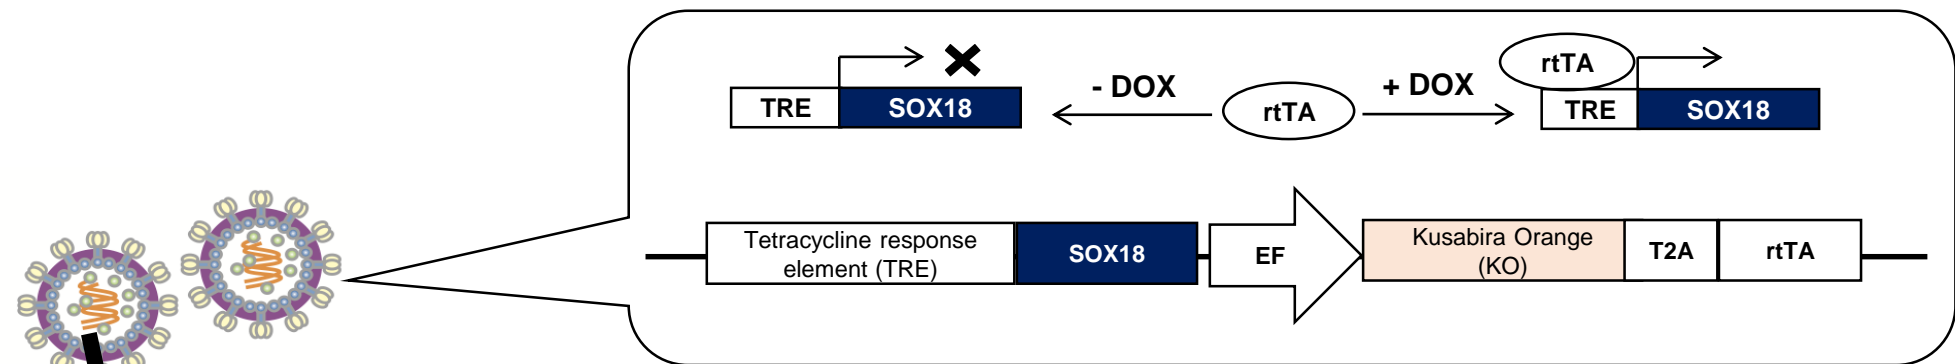 TRE
SOX18
- DOX
rtTA
+ DOX
rtTA
TRE
SOX18
Tetracycline response
element (TRE)
SOX18
EF
Kusabira Orange
(KO)
T2A
rtTA